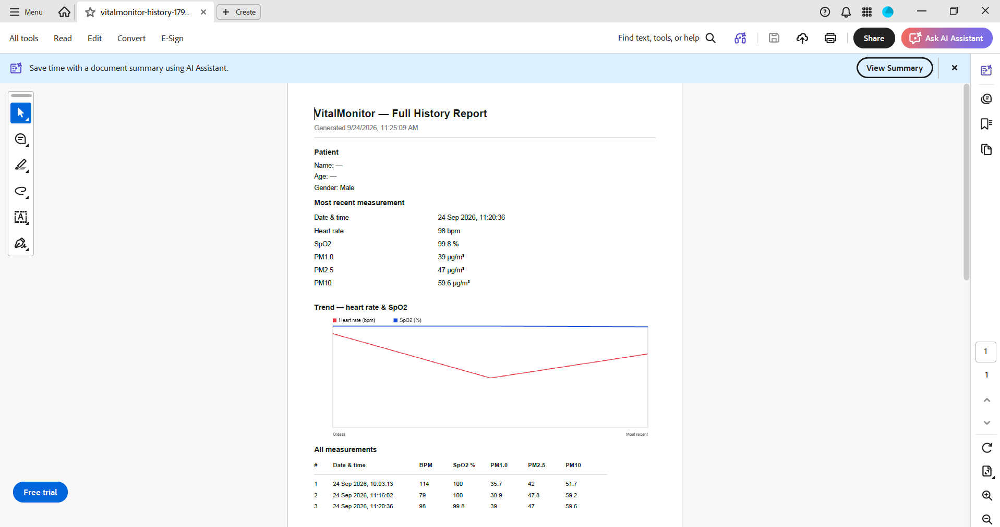 Menu
vitalmonitor-history-179...
Create
All tools
Read
Edit
Convert
E-Sign
Find text, tools, or help
Share
Ask AI Assistant
Save time with a document summary using AI Assistant.
View Summary
VitalMonitor — Full History Report
Generated 9/24/2026, 11:25:09 AM
Patient
Name: —
Age: —
Gender: Male
Most recent measurement
Date & time 24 Sep 2026, 11:20:36
Heart rate 98 bpm
SpO2 99.8 %
PM1.0 39 µg/m³
PM2.5 47 µg/m³
PM10 59.6 µg/m³
Trend — heart rate & SpO2
Heart rate (bpm) SpO2 (%)
Oldest Most recent
All measurements
# Date & time BPM SpO2 % PM1.0 PM2.5 PM10
1 24 Sep 2026, 10:03:13 114 100 35.7 42 51.7
2 24 Sep 2026, 11:16:02 79 100 38.9 47.8 59.2
3 24 Sep 2026, 11:20:36 98 99.8 39 47 59.6
Free trial
1
1